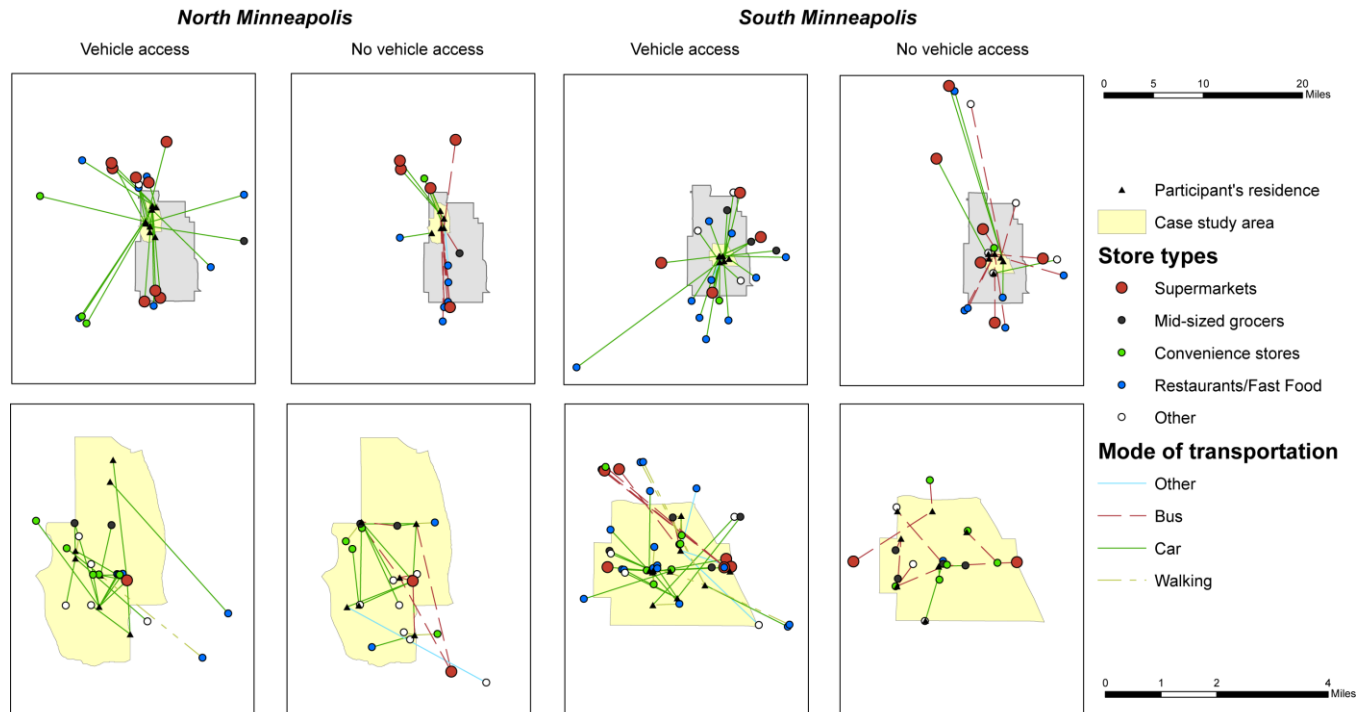 North Minneapolis
South Minneapolis
Vehicle access
No vehicle access
Vehicle access
No vehicle access
0 5 10 20
Miles
Participant's residence
Case study area
Store types
Supermarkets
Mid-sized grocers
Convenience stores
Restaurants/Fast Food
Other
Mode of transportation
Other
Bus
Car
Walking
0 1 2 4
Miles